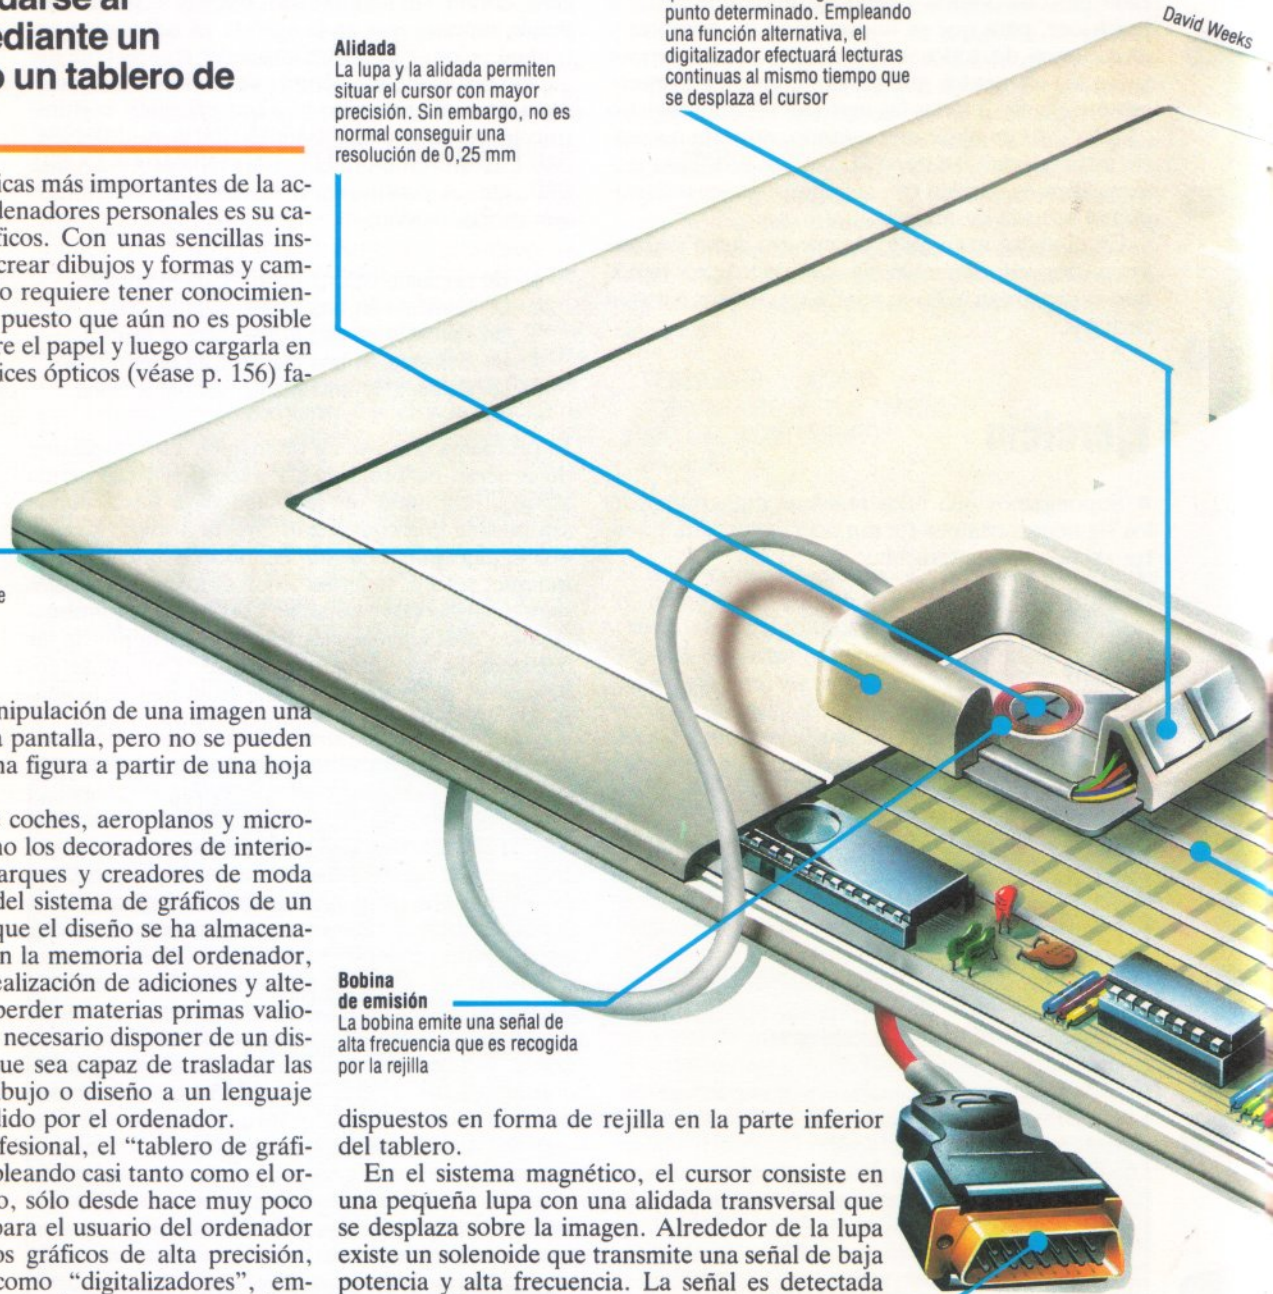 darse al
ediante un
o un tablero de
icas más importantes de la ac-
denadores personales es su ca-
ficos. Con unas sencillas ins-
crear dibujos y formas y cam-
o requiere tener conocimien-
puesto que aún no es posible
re el papel y luego cargarla en
ices ópticos (véase p. 156) fa-
e
nipulación de una imagen una
a pantalla, pero no se pueden
na figura a partir de una hoja
coches, aeroplanos y micro-
no los decoradores de interio-
arques y creadores de moda
del sistema de gráficos de un
que el diseño se ha almacena-
n la memoria del ordenador,
ealización de adiciones y alte-
perder materias primas valio-
necesario disponer de un dis-
ue sea capaz de trasladar las
bujo o diseño a un lenguaje
dido por el ordenador.
fesional, el “tablero de gráfi-
pleando casi tanto como el or-
o, sólo desde hace muy poco
para el usuario del ordenador
os gráficos de alta precisión,
como “digitalizadores”, em-
Alidada
La lupa y la alidada permiten
situar el cursor con mayor
precisión. Sin embargo, no es
normal conseguir una
resolución de 0,25 mm
punto determinado. Empleando
una función alternativa, el
digitalizador efectuará lecturas
continuas al mismo tiempo que
se desplaza el cursor
David Weeks
Bobina
de emisión
La bobina emite una señal de
alta frecuencia que es recogida
por la rejilla
dispuestos en forma de rejilla en la parte inferior
del tablero.
En el sistema magnético, el cursor consiste en
una pequeña lupa con una alidada transversal que
se desplaza sobre la imagen. Alrededor de la lupa
existe un solenoide que transmite una señal de baja
potencia y alta frecuencia. La señal es detectada